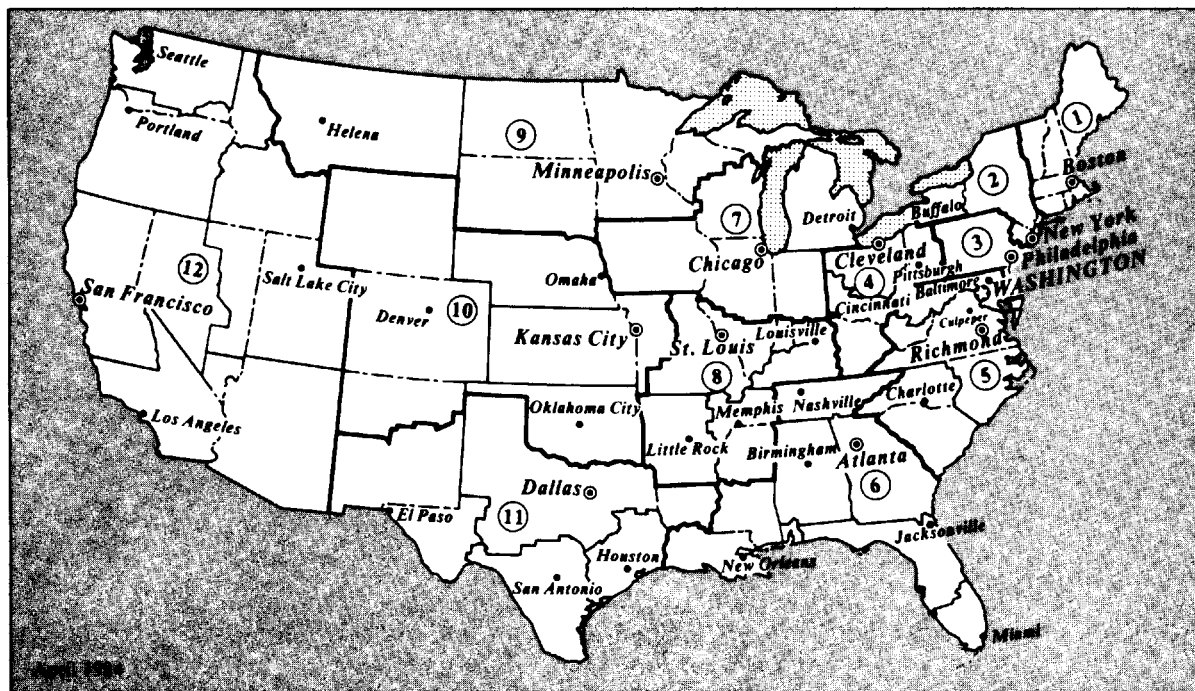 Seattle
Portland
Helena
9
Minneapolis
1
Boston
2
Buffalo
7
Detroit
New York
3
Philadelphia
Cleveland
Chicago
4
Pittsburgh
WASHINGTON
Baltimore
Cincinnati
12
San Francisco
Salt Lake City
Omaha
Denver
10
Kansas City
St. Louis
Louisville
Culpeper
Richmond
8
5
Charlotte
Memphis
Nashville
Oklahoma City
Los Angeles
Little Rock
Birmingham
Atlanta
6
Dallas
11
El Paso
Jacksonville
Houston
New Orleans
San Antonio
Miami
April 1984